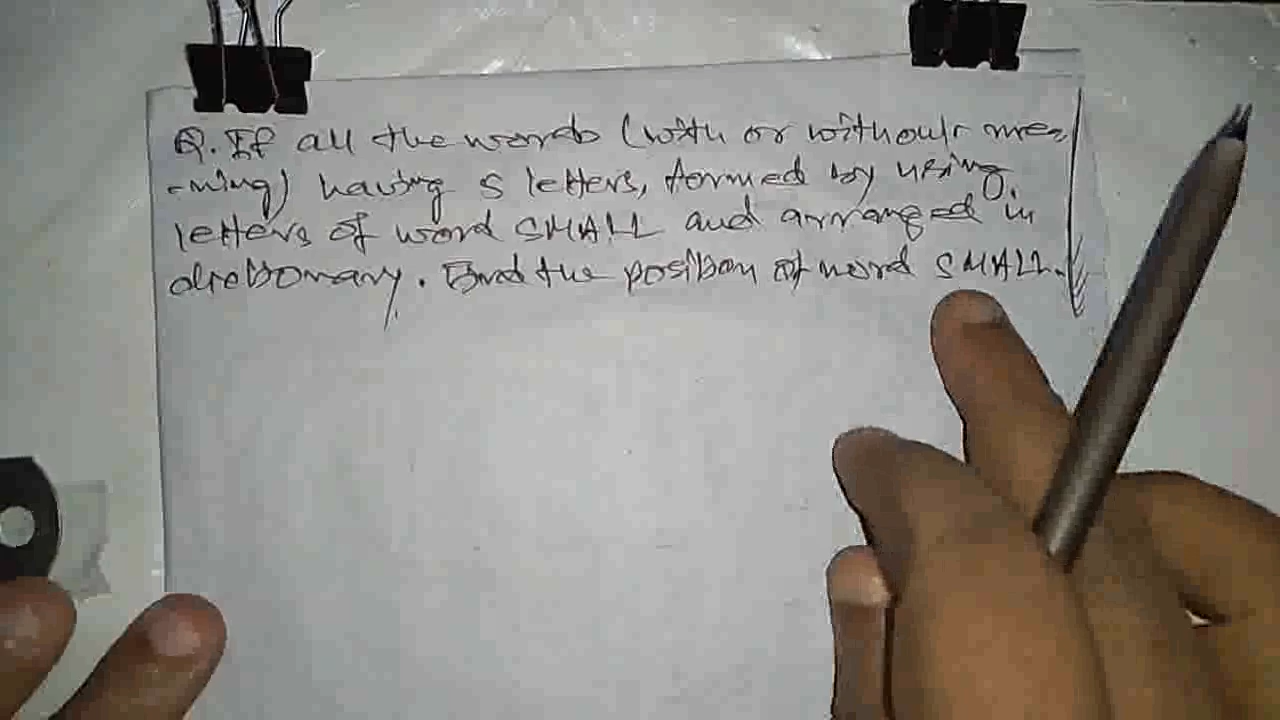 Q. If all the words (with or without mea
-ning) having 5 letters, formed by using
letters of word SMALL and arranged in
dictionary. Find the position of word SMALL.